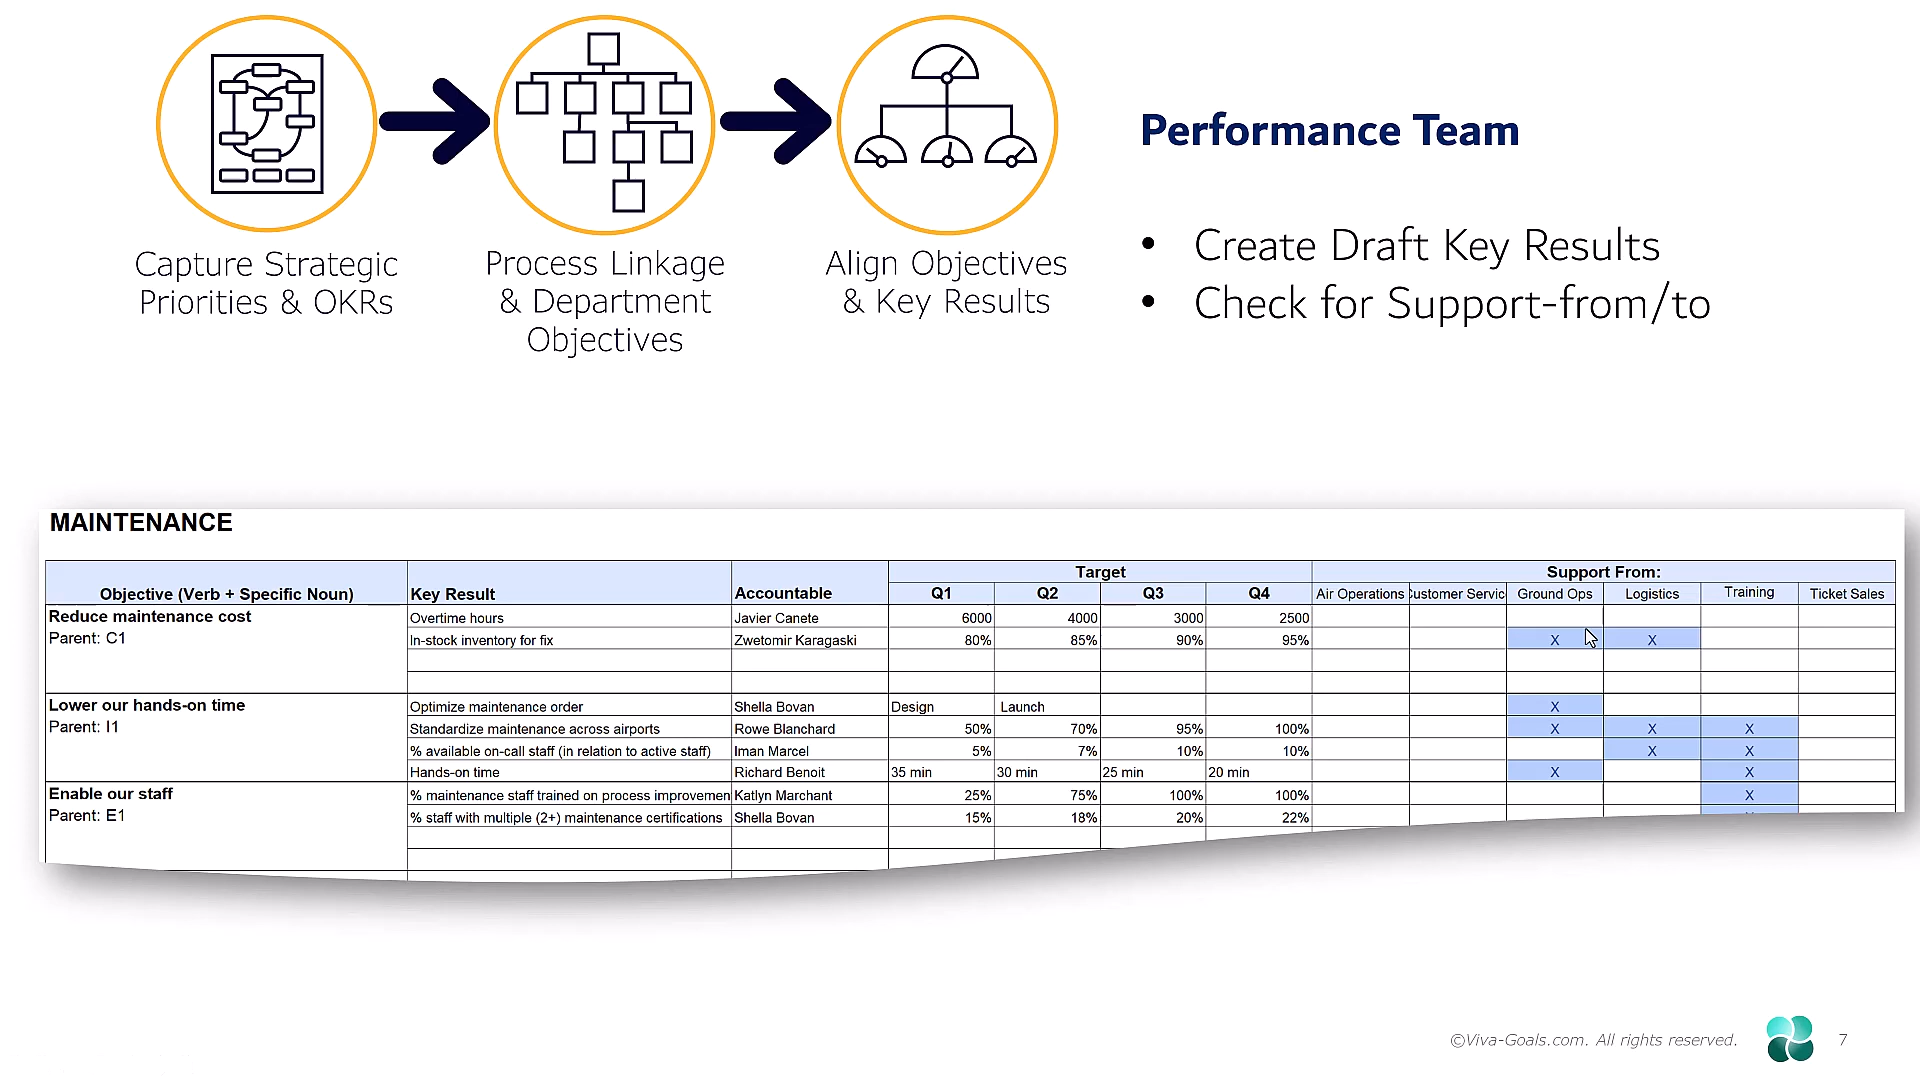 Capture Strategic
Priorities & OKRs
Process Linkage
& Department
Objectives
Align Objectives
& Key Results
Performance Team
• Create Draft Key Results
• Check for Support-from/to
MAINTENANCE
Target Support From:
Objective (Verb + Specific Noun) Key Result Accountable Q1 Q2 Q3 Q4 Air Operations Customer Servic Ground Ops Logistics Training Ticket Sales
Reduce maintenance cost Overtime hours Javier Canete 6000 4000 3000 2500
Parent: C1 In-stock inventory for fix Zwetomir Karagaski 80% 85% 90% 95% X X
Lower our hands-on time Optimize maintenance order Shella Bovan Design Launch X
Parent: I1 Standardize maintenance across airports Rowe Blanchard 50% 70% 95% 100% X X X
% available on-call staff (in relation to active staff) Iman Marcel 5% 7% 10% 10% X X
Hands-on time Richard Benoit 35 min 30 min 25 min 20 min X X
Enable our staff % maintenance staff trained on process improvemen Katlyn Marchant 25% 75% 100% 100% X
Parent: E1 % staff with multiple (2+) maintenance certifications Shella Bovan 15% 18% 20% 22%
©Viva-Goals.com. All rights reserved. 7